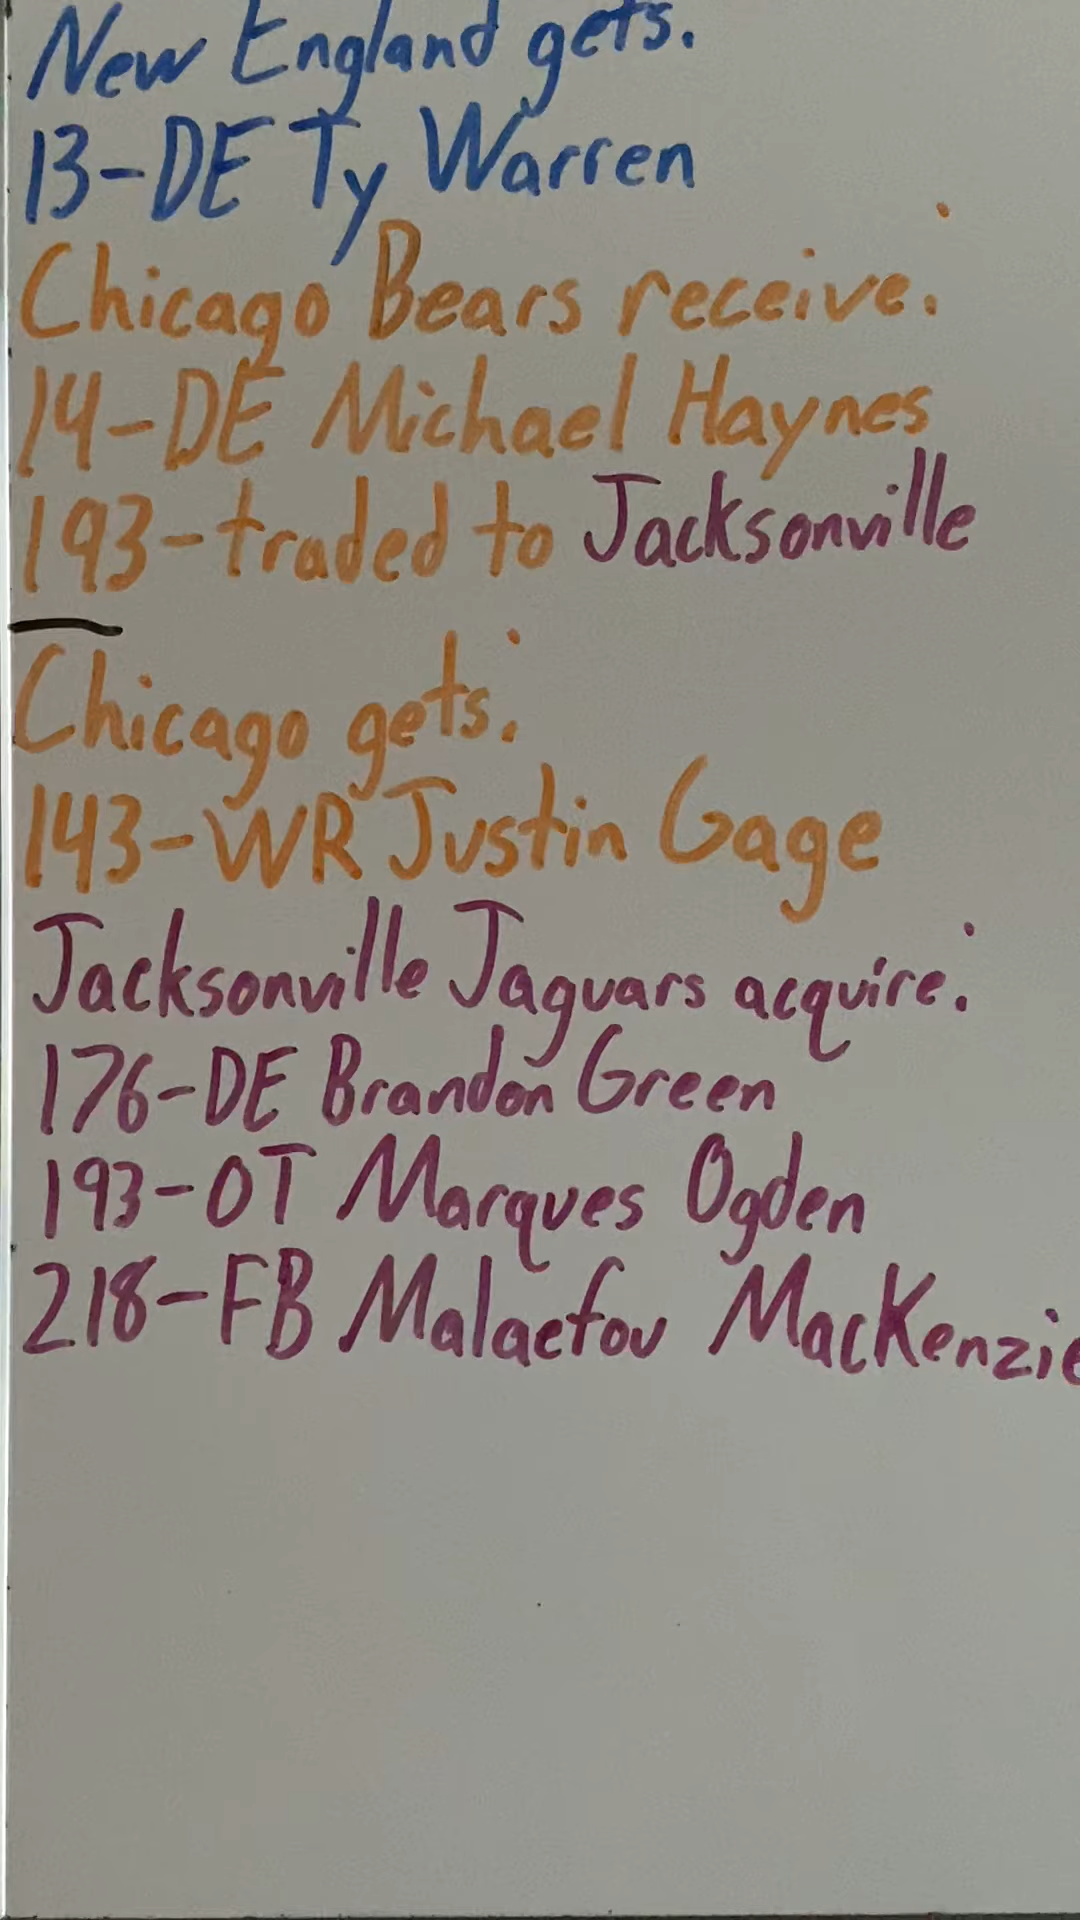 New England gets:
13-DE Ty Warren
Chicago Bears receive:
14-DE Michael Haynes
193-traded to Jacksonville
Chicago gets:
143-WR Justin Gage
Jacksonville Jaguars acquire:
176-DE Brandon Green
193-OT Marques Ogden
218-FB Malaefou MacKenzie